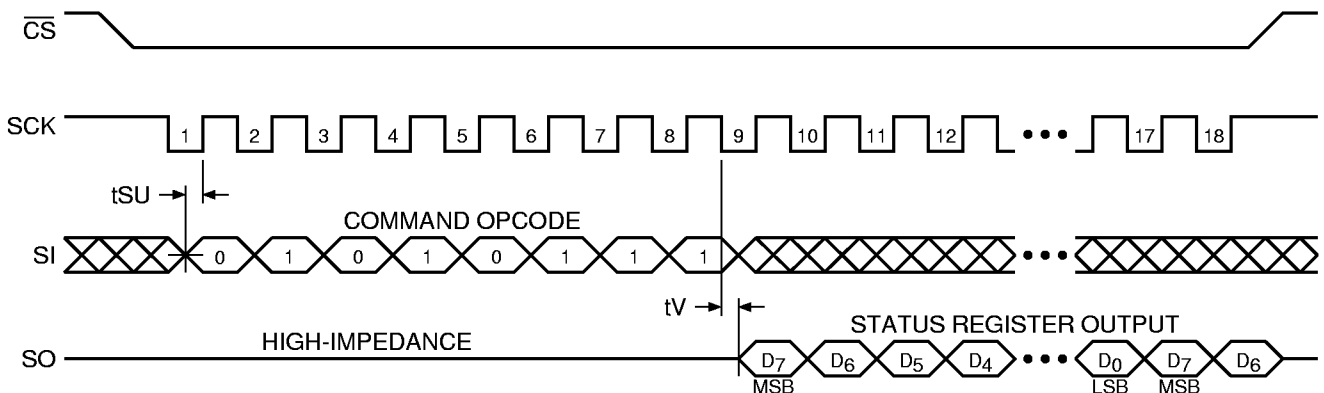 CS
SCK 1 2 3 4 5 6 7 8 9 10 11 12 17 18
tSU
COMMAND OPCODE
SI 0 1 0 1 0 1 1 1
tV
HIGH-IMPEDANCE
STATUS REGISTER OUTPUT
SO D7 D6 D5 D4 D0 D7 D6
MSB LSB MSB